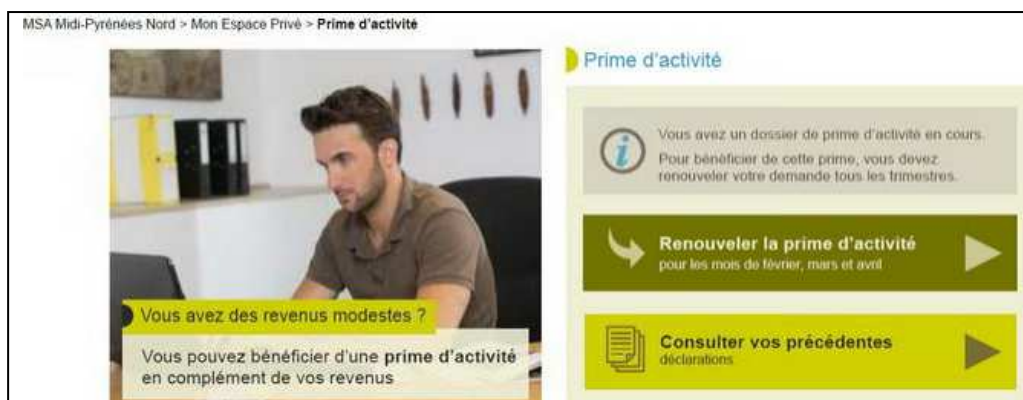 MSA Midi-Pyrénées Nord > Mon Espace Privé > Prime d'activité
Prime d'activité
Vous avez un dossier de prime d'activité en cours.
Pour bénéficier de cette prime, vous devez
renouveler votre demande tous les trimestres.
Renouveler la prime d'activité
pour les mois de février, mars et avril
Consulter vos précédentes
déclarations
Vous avez des revenus modestes ?
Vous pouvez bénéficier d'une prime d'activité
en complément de vos revenus